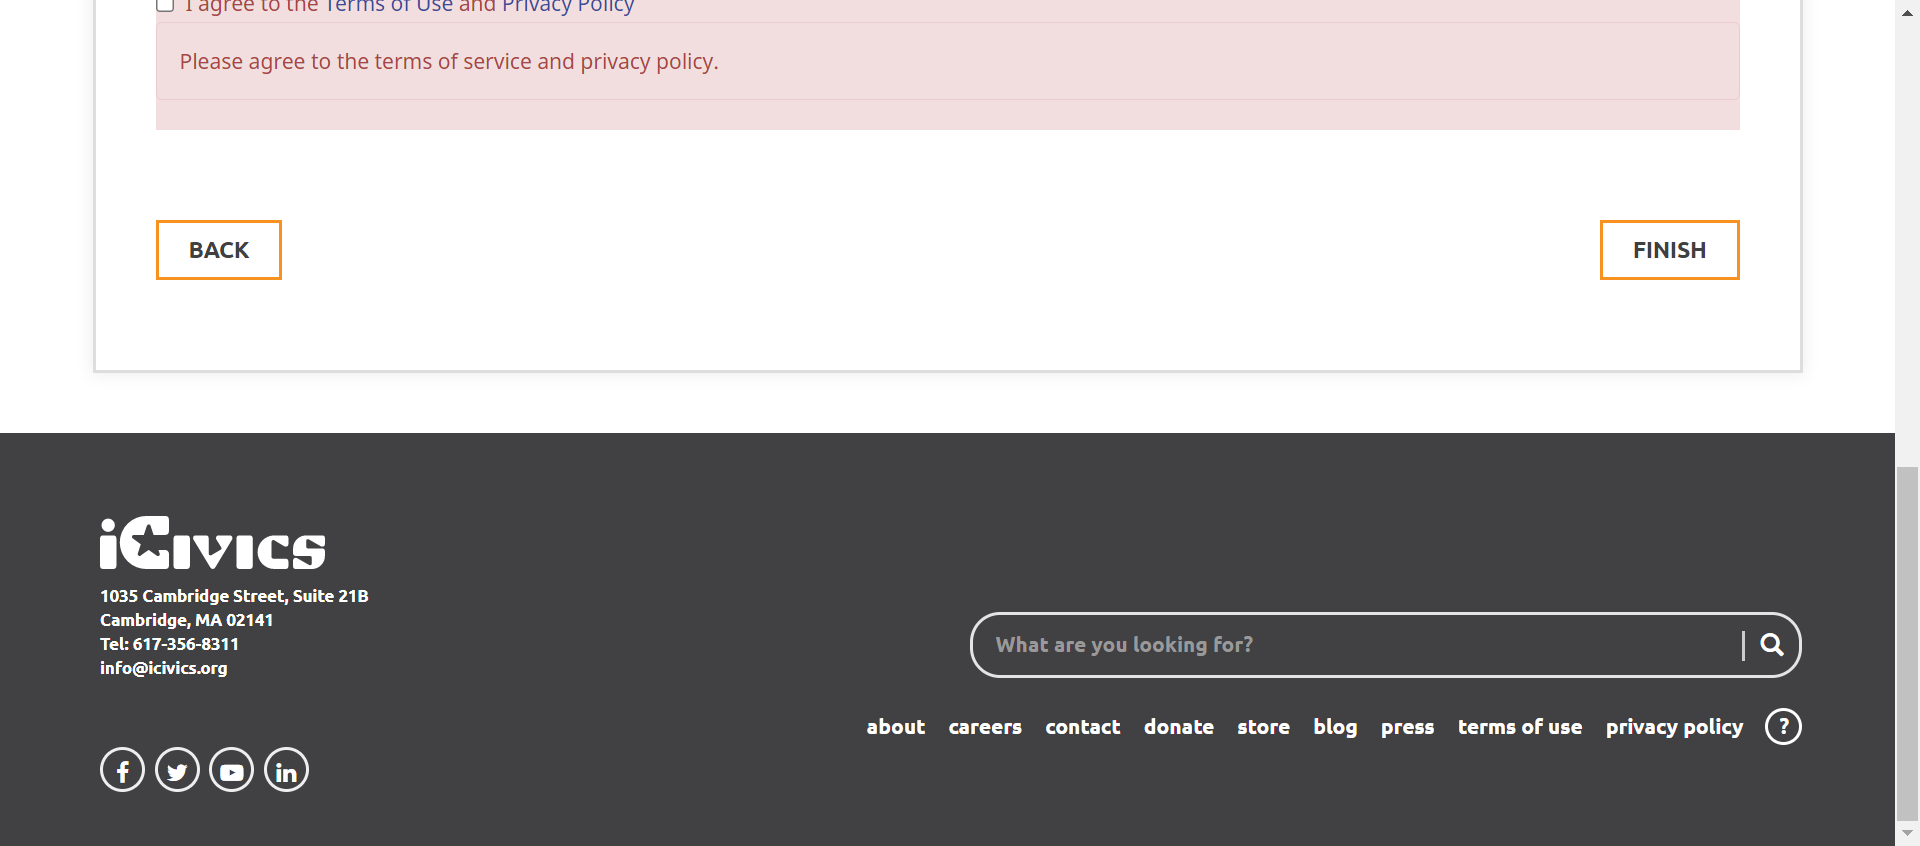 I agree to the Terms of Use and Privacy Policy
Please agree to the terms of service and privacy policy.
BACK
FINISH
iCivics
1035 Cambridge Street, Suite 21B
Cambridge, MA 02141
Tel: 617-356-8311
info@icivics.org
What are you looking for?
about careers contact donate store blog press terms of use privacy policy ?